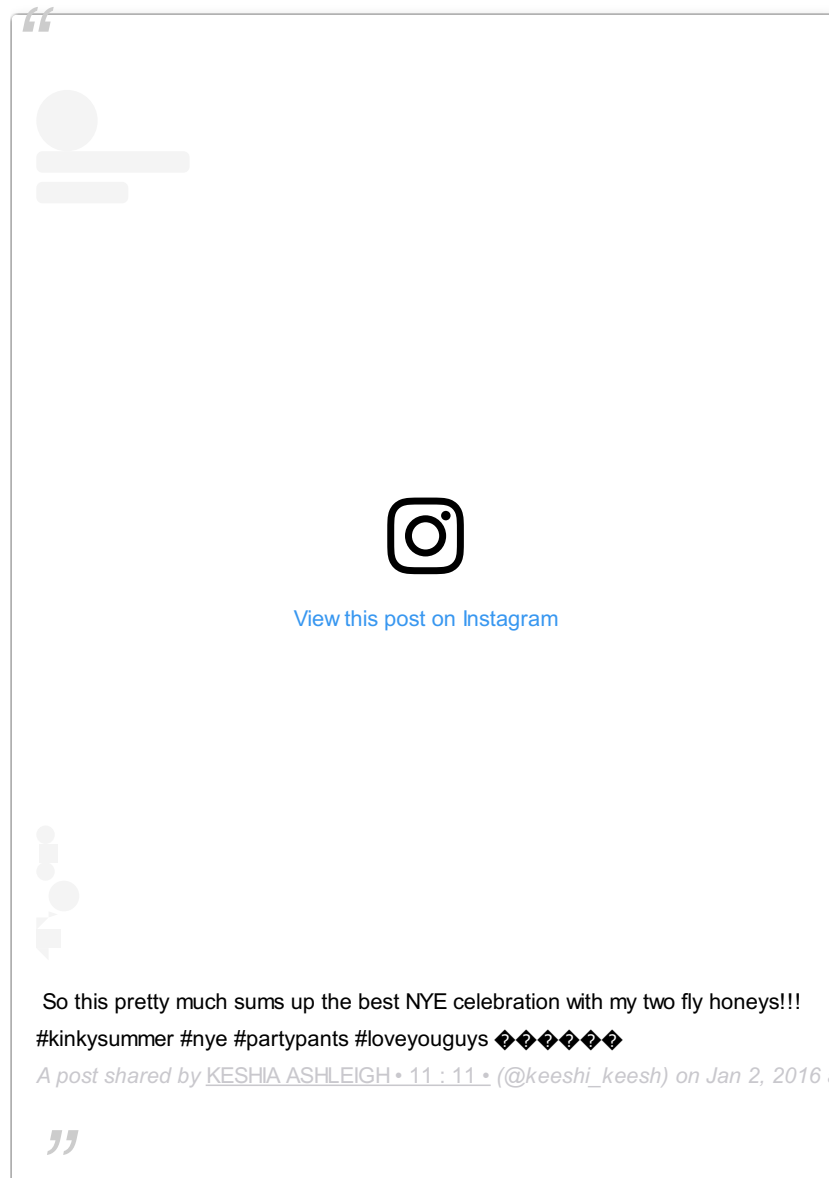 “
View this post on Instagram
So this pretty much sums up the best NYE celebration with my two fly honeys!!!
#kinkysummer #nye #partypants #loveyouguys ������
A post shared by KESHIA ASHLEIGH • 11 : 11 • (@keeshi_keesh) on Jan 2, 2016
”